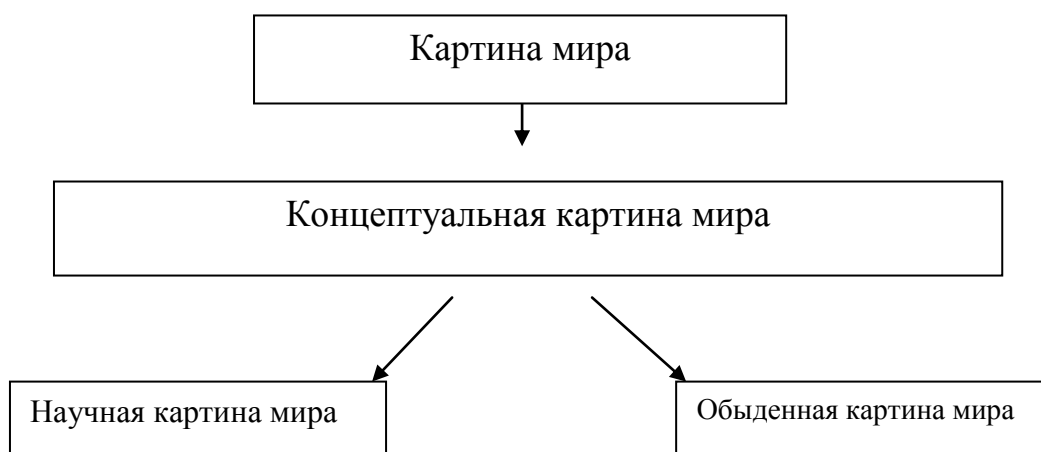 Картина мира
Концептуальная картина мира
Научная картина мира
Обыденная картина мира